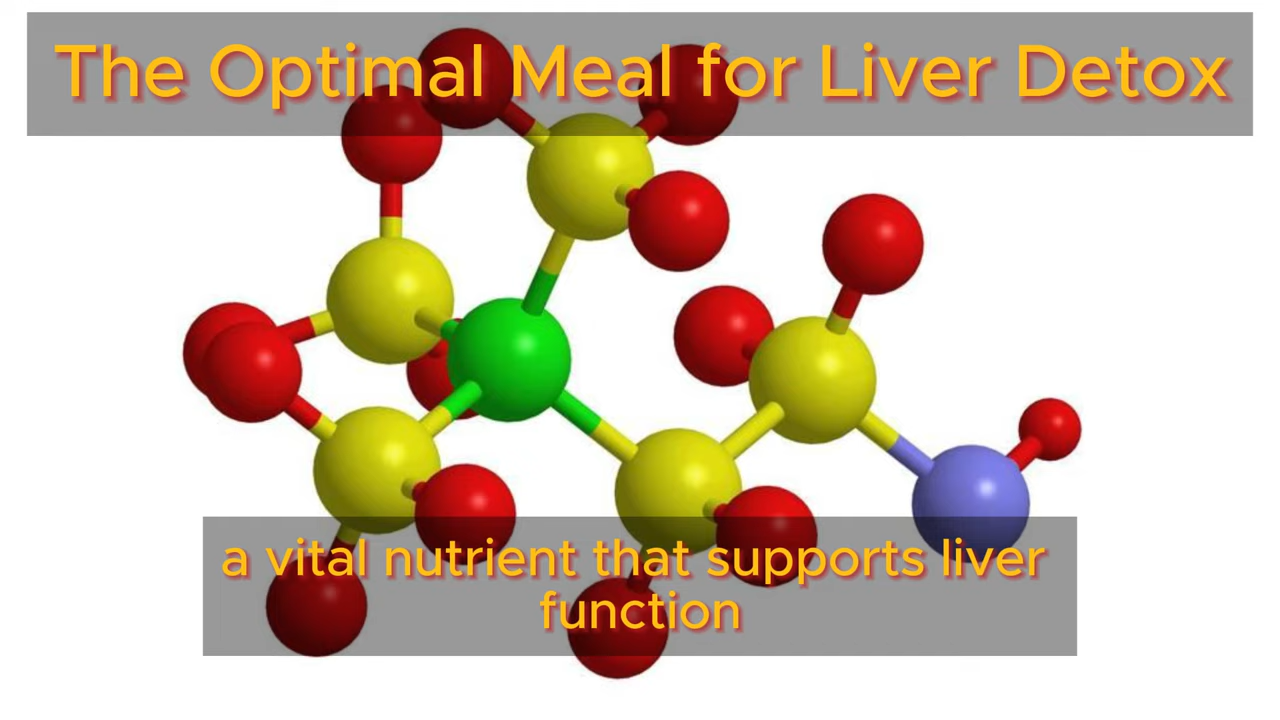 The Optimal Meal for Liver Detox
a vital nutrient that supports liver
function